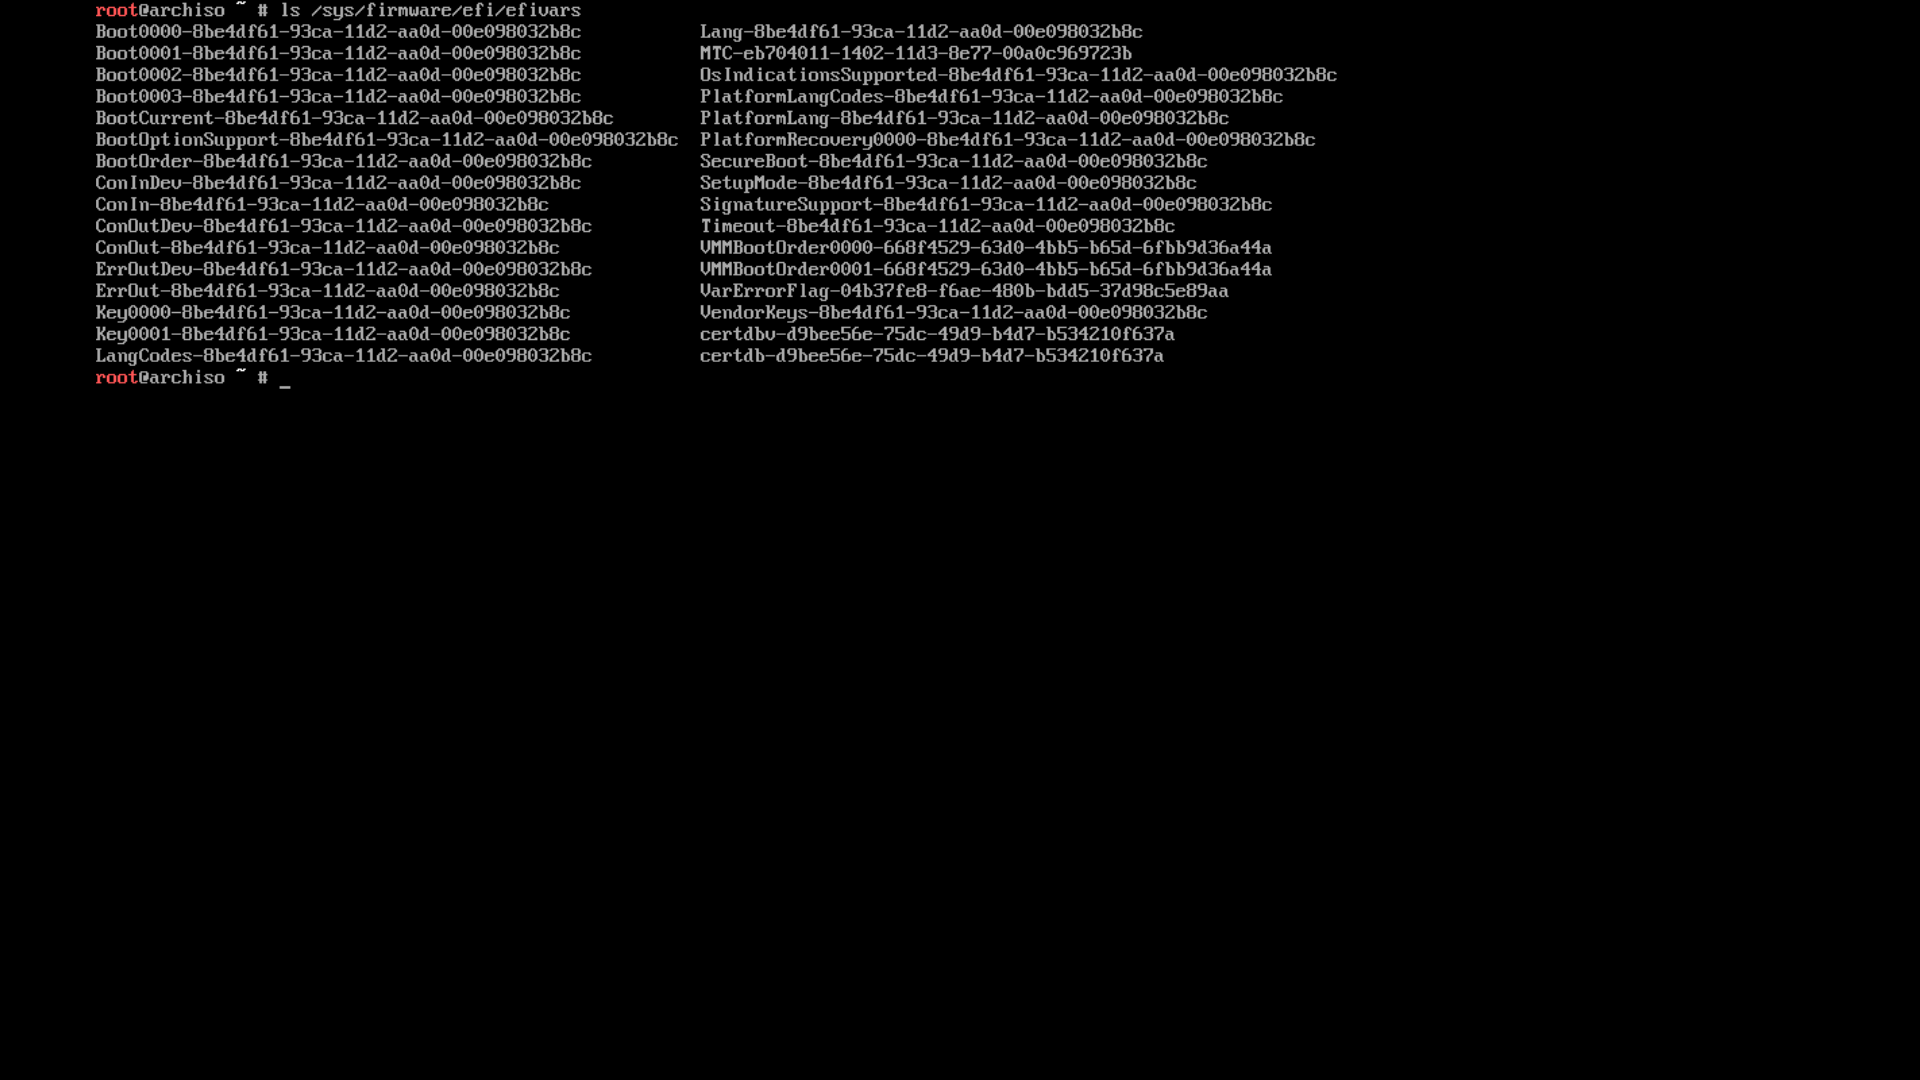 root@archiso ~ # ls /sys/firmware/efi/efivars
Boot0000-8be4df61-93ca-11d2-aa0d-00e098032b8c Lang-8be4df61-93ca-11d2-aa0d-00e098032b8c
Boot0001-8be4df61-93ca-11d2-aa0d-00e098032b8c MTC-eb704011-1402-11d3-8e77-00a0c969723b
Boot0002-8be4df61-93ca-11d2-aa0d-00e098032b8c OsIndicationsSupported-8be4df61-93ca-11d2-aa0d-00e098032b8c
Boot0003-8be4df61-93ca-11d2-aa0d-00e098032b8c PlatformLangCodes-8be4df61-93ca-11d2-aa0d-00e098032b8c
BootCurrent-8be4df61-93ca-11d2-aa0d-00e098032b8c PlatformLang-8be4df61-93ca-11d2-aa0d-00e098032b8c
BootOptionSupport-8be4df61-93ca-11d2-aa0d-00e098032b8c PlatformRecovery0000-8be4df61-93ca-11d2-aa0d-00e098032b8c
BootOrder-8be4df61-93ca-11d2-aa0d-00e098032b8c SecureBoot-8be4df61-93ca-11d2-aa0d-00e098032b8c
ConInDev-8be4df61-93ca-11d2-aa0d-00e098032b8c SetupMode-8be4df61-93ca-11d2-aa0d-00e098032b8c
ConIn-8be4df61-93ca-11d2-aa0d-00e098032b8c SignatureSupport-8be4df61-93ca-11d2-aa0d-00e098032b8c
ConOutDev-8be4df61-93ca-11d2-aa0d-00e098032b8c Timeout-8be4df61-93ca-11d2-aa0d-00e098032b8c
ConOut-8be4df61-93ca-11d2-aa0d-00e098032b8c VMMBootOrder0000-668f4529-63d0-4bb5-b65d-6fbb9d36a44a
ErrOutDev-8be4df61-93ca-11d2-aa0d-00e098032b8c VMMBootOrder0001-668f4529-63d0-4bb5-b65d-6fbb9d36a44a
ErrOut-8be4df61-93ca-11d2-aa0d-00e098032b8c VarErrorFlag-04b37fe8-f6ae-480b-bdd5-37d98c5e89aa
Key0000-8be4df61-93ca-11d2-aa0d-00e098032b8c VendorKeys-8be4df61-93ca-11d2-aa0d-00e098032b8c
Key0001-8be4df61-93ca-11d2-aa0d-00e098032b8c certdbv-d9bee56e-75dc-49d9-b4d7-b534210f637a
LangCodes-8be4df61-93ca-11d2-aa0d-00e098032b8c certdb-d9bee56e-75dc-49d9-b4d7-b534210f637a
root@archiso ~ # _